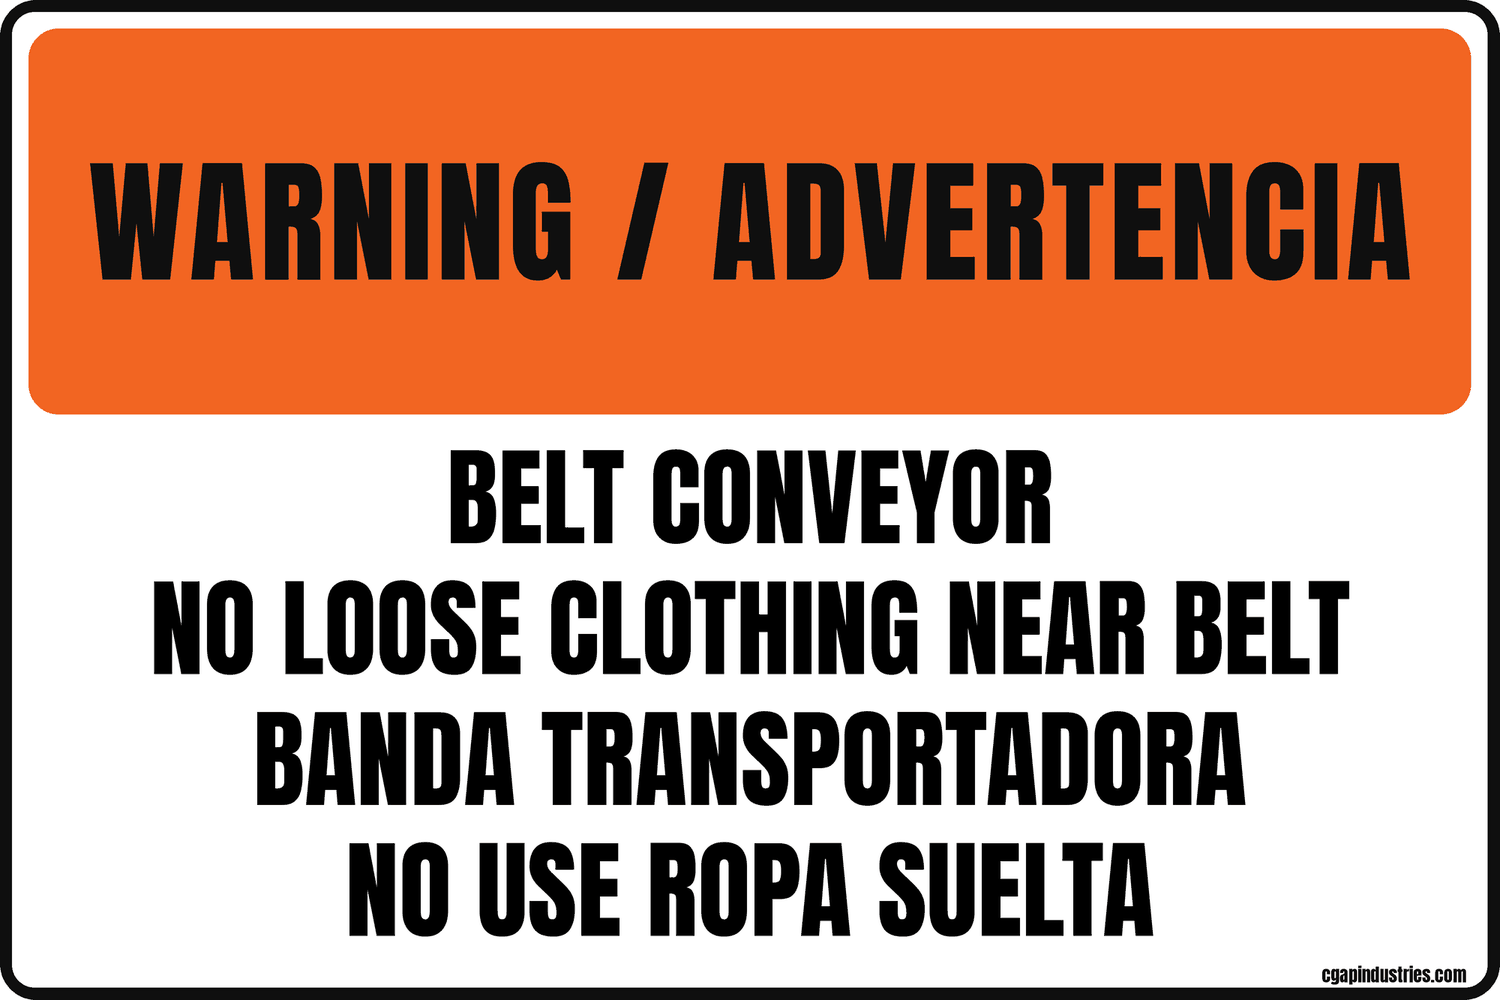 WARNING / ADVERTENCIA
BELT CONVEYOR
NO LOOSE CLOTHING NEAR BELT
BANDA TRANSPORTADORA
NO USE ROPA SUELTA
cgapindustries.com